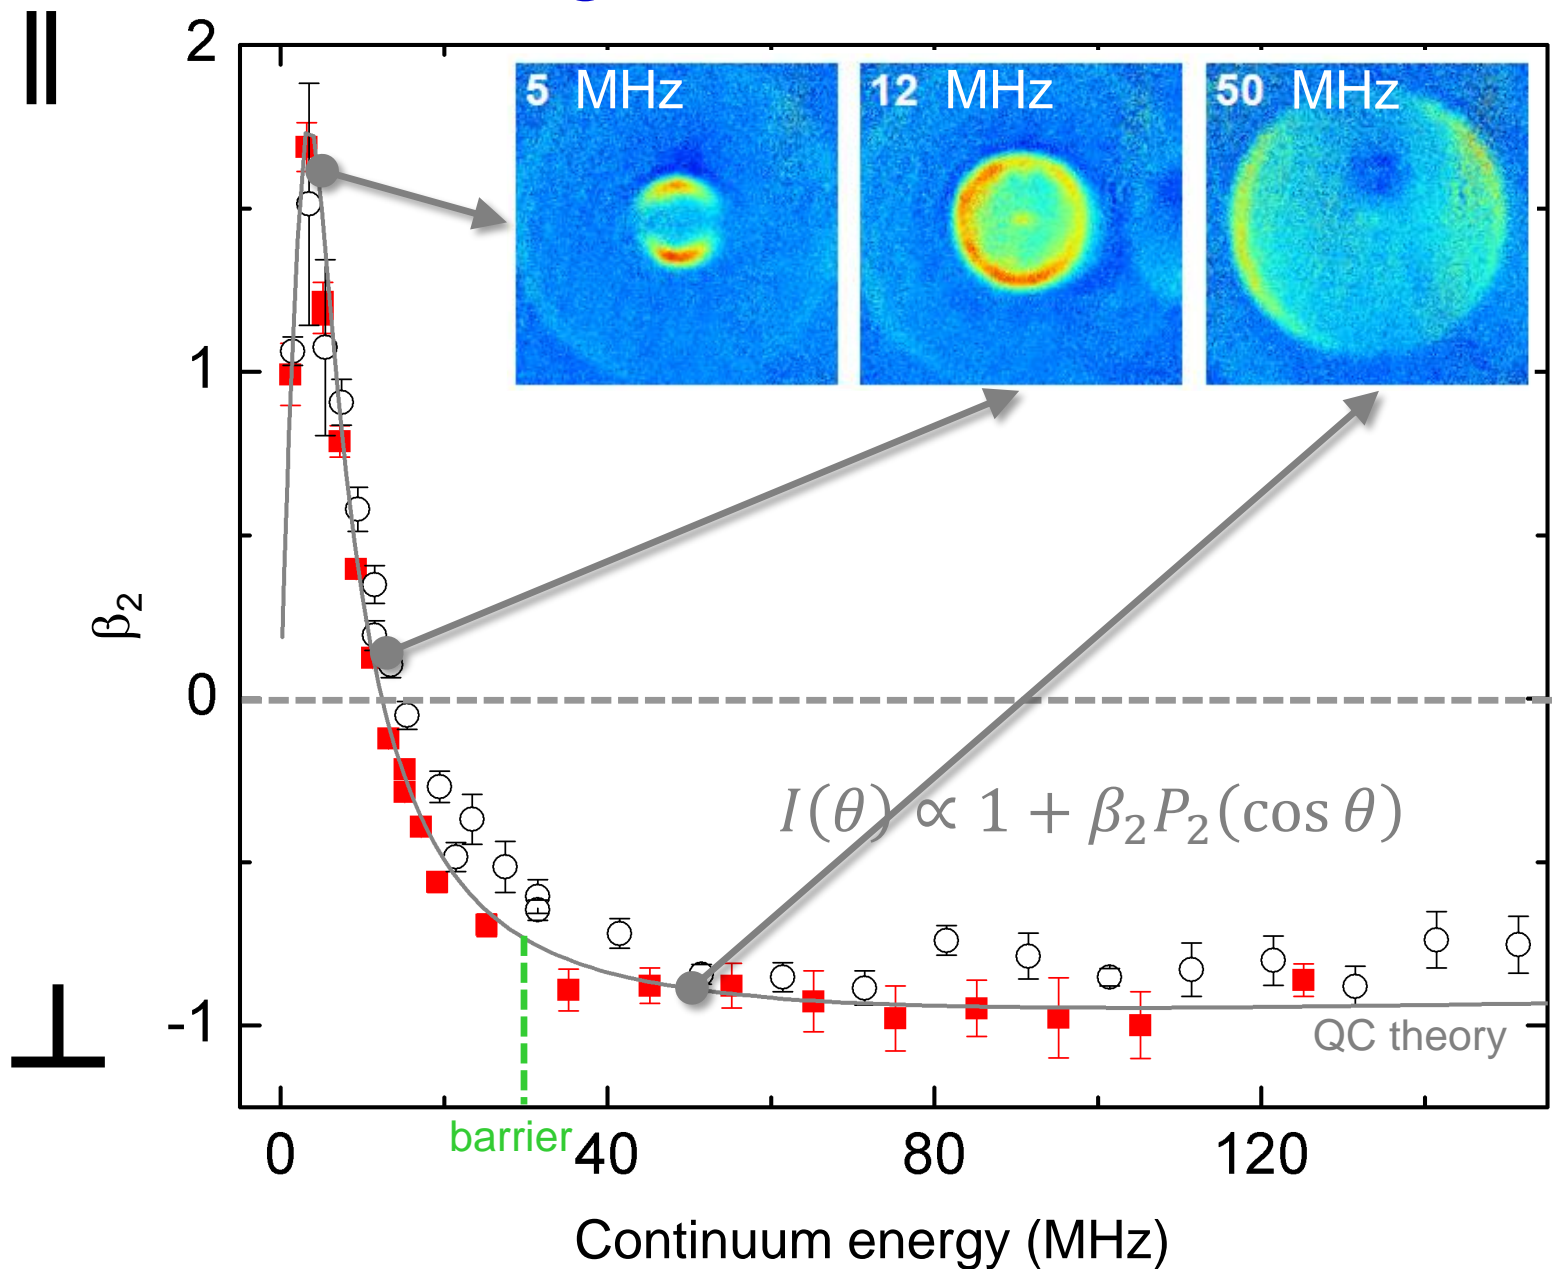 ∥
2
5 MHz
12 MHz
50 MHz
1
β₂
0
I(θ) ∝ 1 + β₂P₂(cos θ)
-1
⊥
QC theory
barrier
0 40 80 120
Continuum energy (MHz)